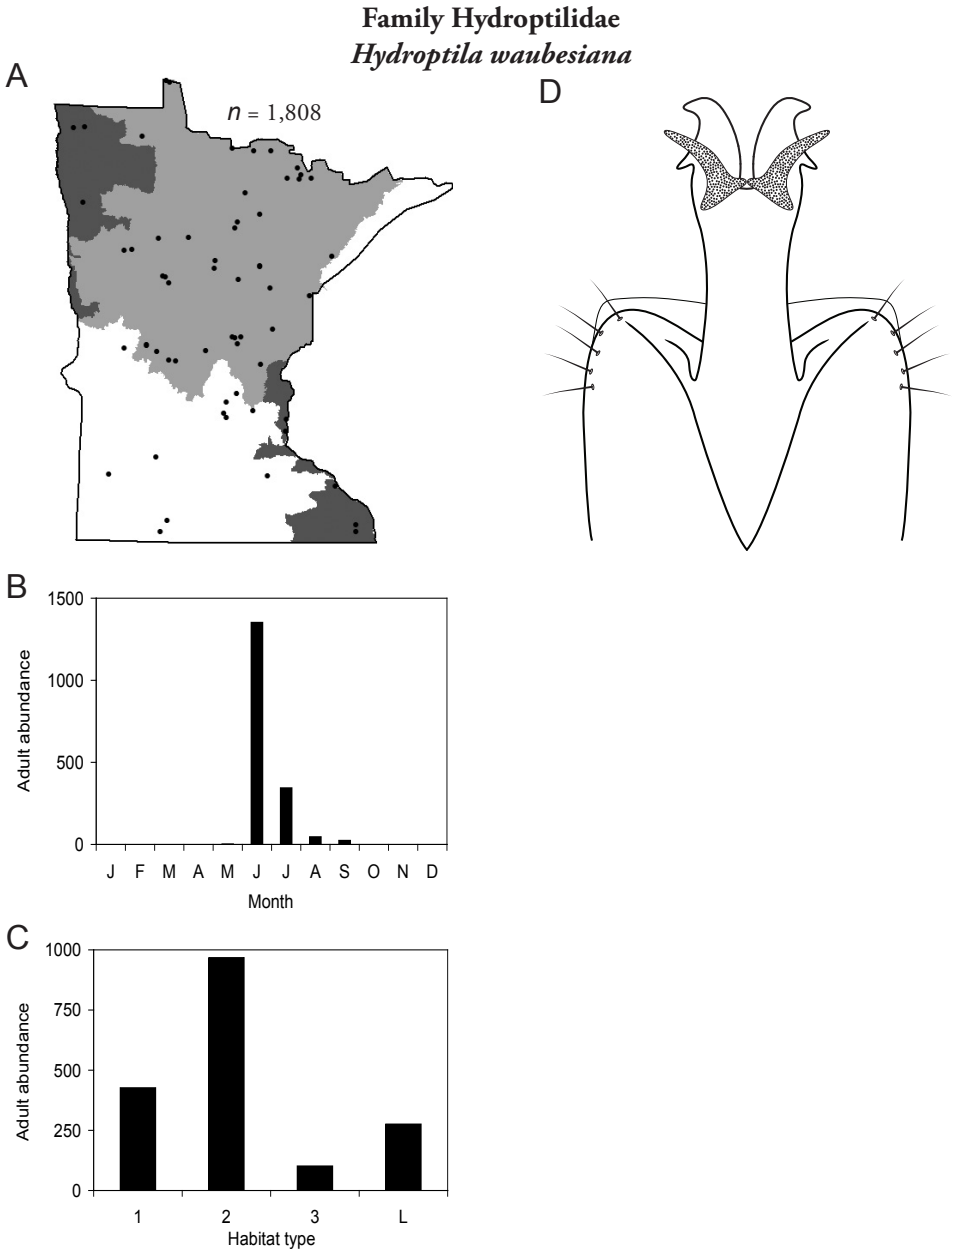 Family Hydroptilidae
Hydroptila waubesiana
A
n = 1,808
D
B
1500
1000
500
0
Adult abundance
J F M A M J J A S O N D
Month
C
1000
750
500
250
0
Adult abundance
1 2 3 L
Habitat type